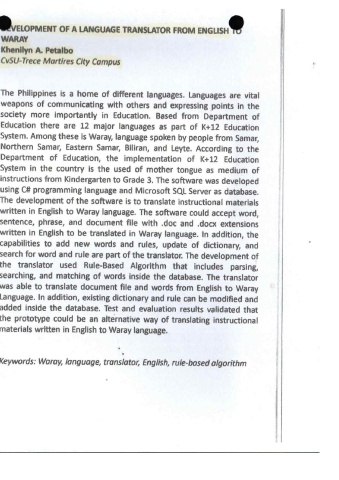 DEVELOPMENT OF A LANGUAGE TRANSLATOR FROM ENGLISH TO
WARAY
Khenilyn A. Petalbo
CvSU-Trece Martires City Campus
The Philippines is a home of different languages. Languages are vital
weapons of communicating with others and expressing points in the
society more importantly in Education. Based from Department of
Education there are 12 major languages as part of K+12 Education
System. Among these is Waray, language spoken by people from Samar,
Northern Samar, Eastern Samar, Biliran, and Leyte. According to the
Department of Education, the implementation of K+12 Education
System in the country is the used of mother tongue as medium of
instructions from Kindergarten to Grade 3. The software was developed
using C# programming language and Microsoft SQL Server as database.
The development of the software is to translate instructional materials
written in English to Waray language. The software could accept word,
sentence, phrase, and document file with .doc and .docx extensions
written in English to be translated in Waray language. In addition, the
capabilities to add new words and rules, update of dictionary, and
search for word and rule are part of the translator. The development of
the translator used Rule-Based Algorithm that includes parsing,
searching, and matching of words inside the database. The translator
was able to translate document file and words from English to Waray
Language. In addition, existing dictionary and rule can be modified and
added inside the database. Test and evaluation results validated that
the prototype could be an alternative way of translating instructional
materials written in English to Waray language.
Keywords: Waray, language, translator, English, rule-based algorithm